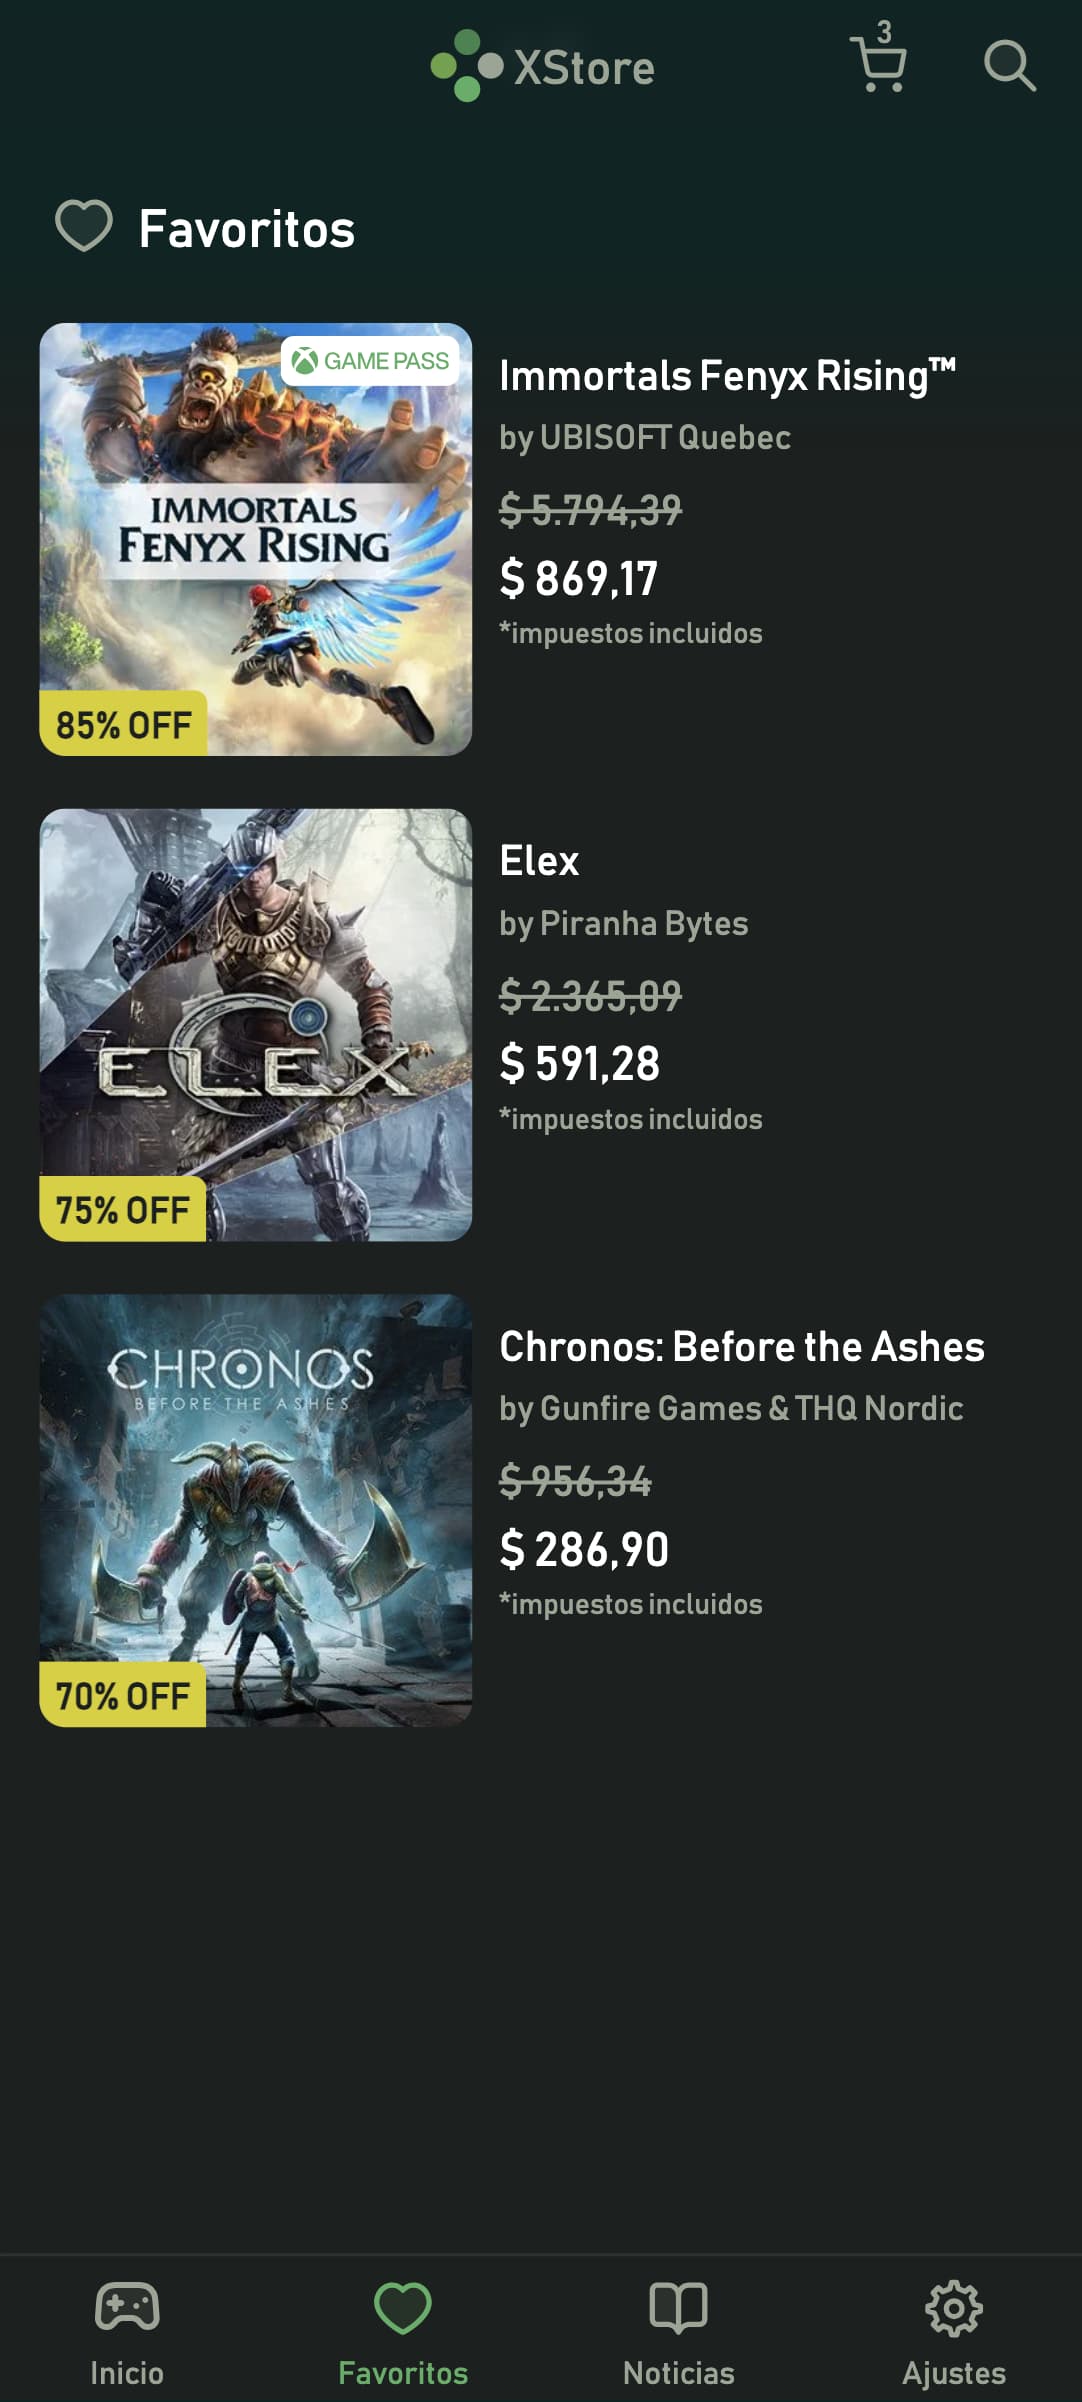 XStore
3
Favoritos
GAME PASS
IMMORTALS
FENYX RISING
85% OFF
Immortals Fenyx Rising™
by UBISOFT Quebec
$ 5.794,39
$ 869,17
*impuestos incluidos
ELEX
75% OFF
Elex
by Piranha Bytes
$ 2.365,09
$ 591,28
*impuestos incluidos
CHRONOS
BEFORE THE ASHES
70% OFF
Chronos: Before the Ashes
by Gunfire Games & THQ Nordic
$ 956,34
$ 286,90
*impuestos incluidos
Inicio
Favoritos
Noticias
Ajustes